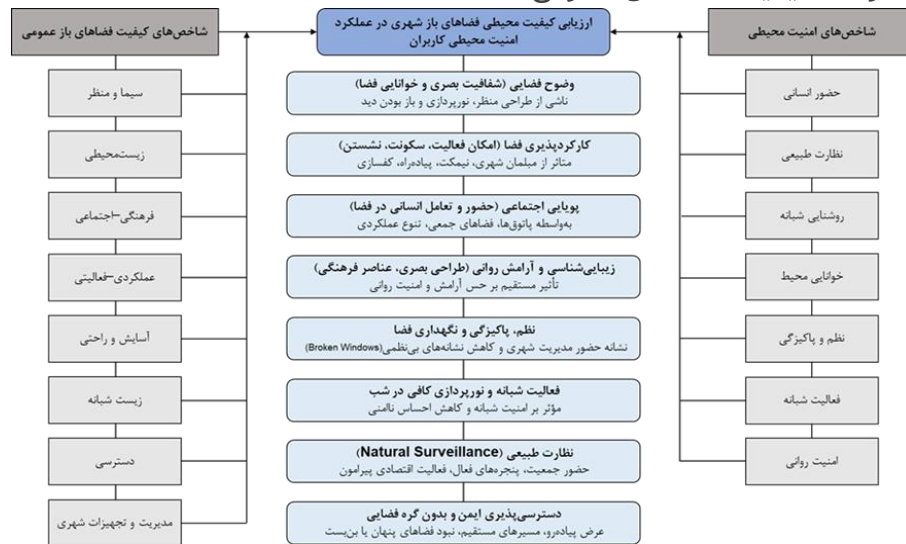 شاخص‌های امنیت محیطی
حضور انسانی
نظارت طبیعی
روشنایی شبانه
خوانایی محیط
نظم و پاکیزگی
فعالیت شبانه
امنیت روانی
ارزیابی کیفیت محیطی فضاهای باز شهری در عملکرد
امنیت محیطی کاربران
وضوح فضایی (شفافیت بصری و خوانایی فضا)
ناشی از طراحی منظر، نورپردازی و باز بودن دید
کارکردپذیری فضا (امکان فعالیت، سکونت، نشستن)
متاثر از مبلمان شهری، نیمکت، پیاده‌راه، کفسازی
پویایی اجتماعی (حضور و تعامل انسانی در فضا)
به‌واسطه پاتوق‌ها، فضاهای جمعی، تنوع عملکردی
زیبایی‌شناسی و آرامش روانی (طراحی بصری، عناصر فرهنگی)
تأثیر مستقیم بر حس آرامش و امنیت روانی
نظم، پاکیزگی و نگهداری فضا
نشانه حضور مدیریت شهری و کاهش نشانه‌های بی‌نظمی(Broken Windows)
فعالیت شبانه و نورپردازی کافی در شب
مؤثر بر امنیت شبانه و کاهش احساس ناامنی
نظارت طبیعی (Natural Surveillance)
حضور جمعیت، پنجره‌های فعال، فعالیت اقتصادی پیرامون
دسترسی‌پذیری ایمن و بدون گره فضایی
عرض پیاده‌رو، مسیرهای مستقیم، نبود فضاهای پنهان یا بن‌بست
شاخص‌های کیفیت فضاهای باز عمومی
سیما و منظر
زیست‌محیطی
فرهنگی–اجتماعی
عملکردی–فعالیتی
آسایش و راحتی
زیست شبانه
دسترسی
مدیریت و تجهیزات شهری